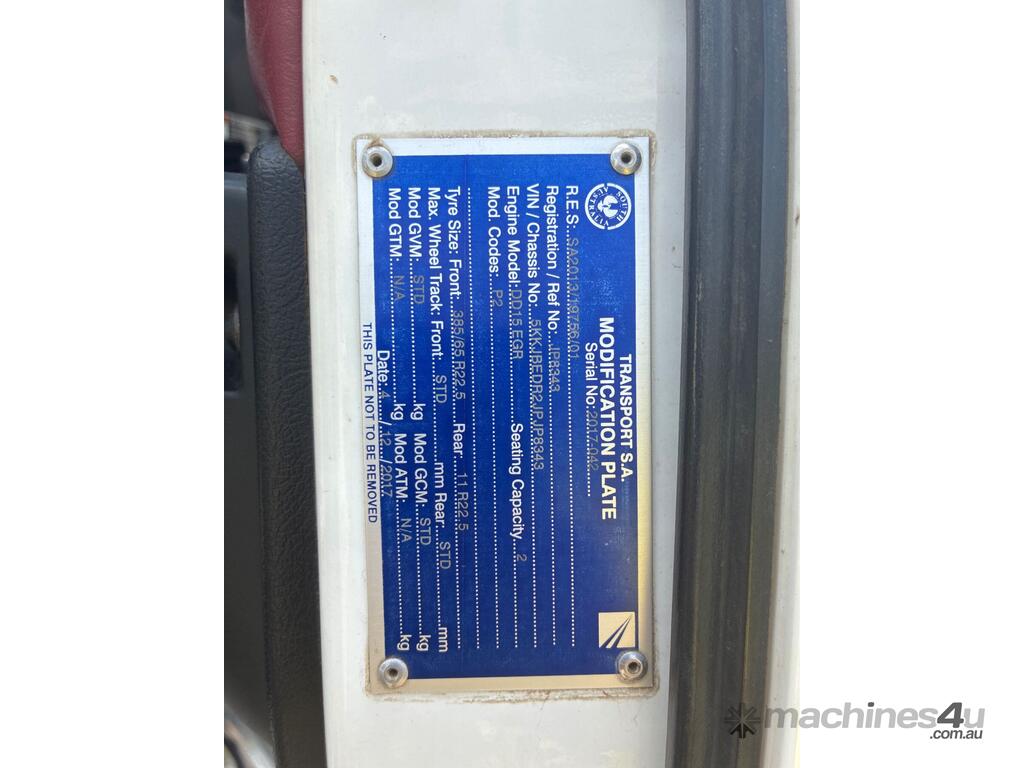 SOUTH AUSTRALIA
TRANSPORT S.A.
MODIFICATION PLATE
Serial No: 2017-042
R.E.S: SA2013/19756/01
Registration / Ref No: JP8343
VIN / Chassis No: 5KKJBEDR2JPJP8343
Engine Model: DD15.EGR Seating Capacity 2
Mod. Codes: P2
Tyre Size: Front: 385/65 R22.5 Rear: 11 R22.5
Max. Wheel Track: Front: STD mm Rear: STD mm
Mod GVM: STD kg Mod GCM: STD kg
Mod GTM: N/A kg Mod ATM: N/A kg
Date: 4 / 12 / 2017
THIS PLATE NOT TO BE REMOVED
machines4u
.com.au